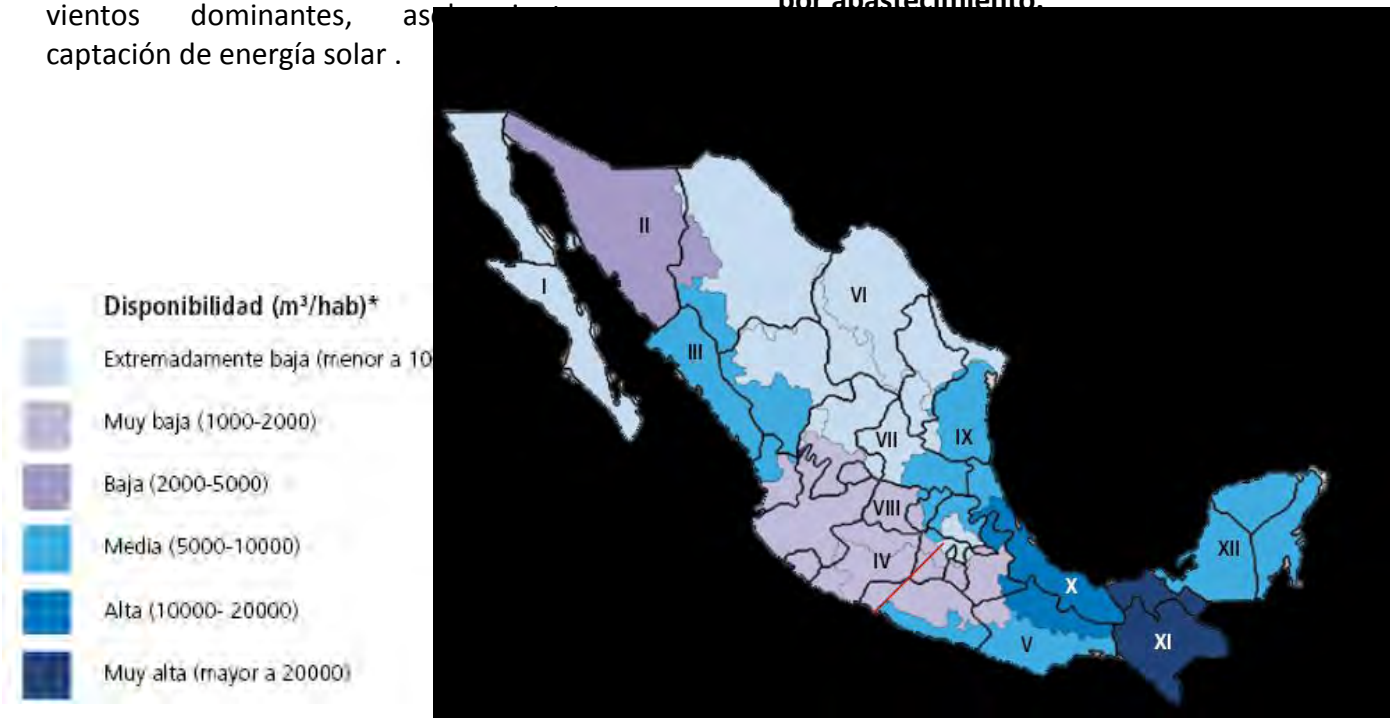 vientos dominantes,
captación de energía solar .
por abastecimiento.
Disponibilidad (m³/hab)*
Extremadamente baja (menor a 10
Muy baja (1000-2000)
Baja (2000-5000)
Media (5000-10000)
Alta (10000- 20000)
Muy alta (mayor a 20000)
I
II
III
VI
VII
IX
VIII
IV
X
V
XI
XII